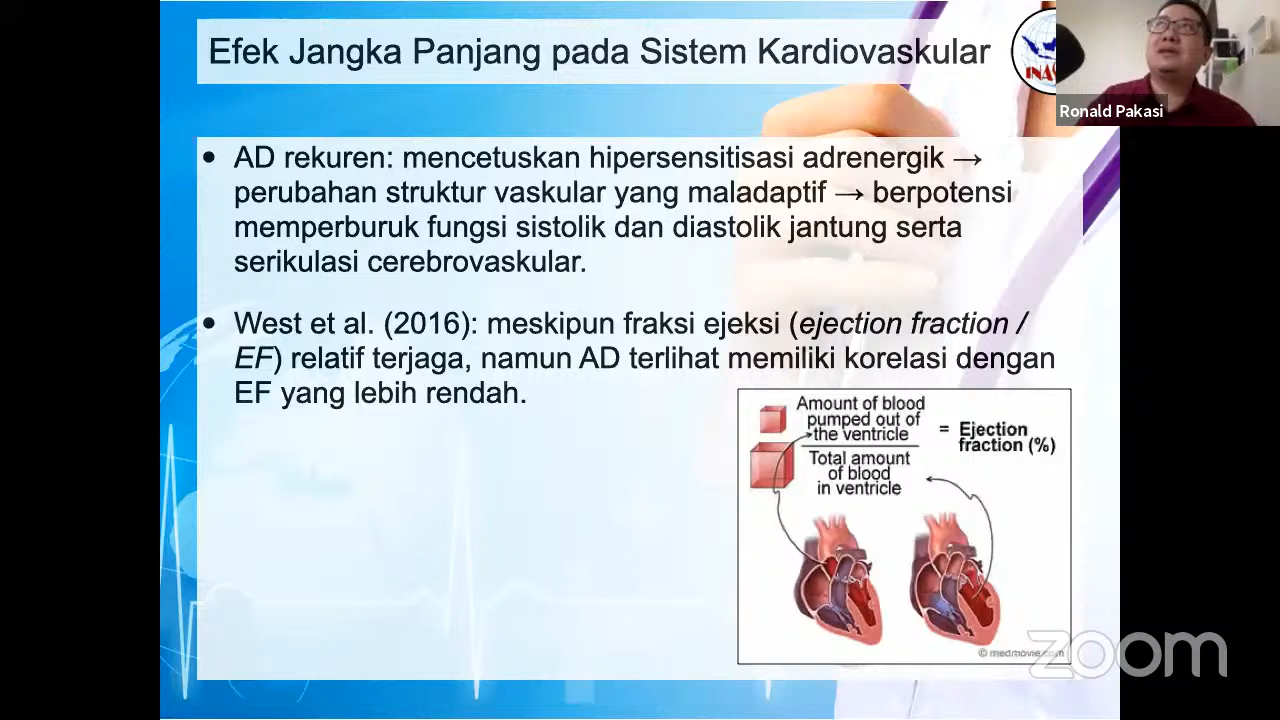 Efek Jangka Panjang pada Sistem Kardiovaskular
Ronald Pakasi
• AD rekuren: mencetuskan hipersensitisasi adrenergik →
perubahan struktur vaskular yang maladaptif → berpotensi
memperburuk fungsi sistolik dan diastolik jantung serta
serikulasi cerebrovaskular.
• West et al. (2016): meskipun fraksi ejeksi (ejection fraction /
EF) relatif terjaga, namun AD terlihat memiliki korelasi dengan
EF yang lebih rendah.
Amount of blood
pumped out of
the ventricle
Total amount
of blood
in ventricle
= Ejection
fraction (%)
© medmovie.com
zoom